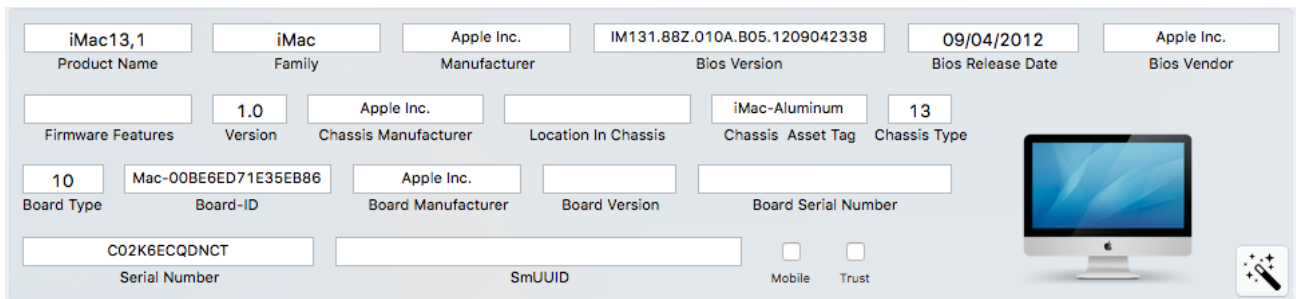 iMac13,1 iMac Apple Inc. IM131.88Z.010A.B05.1209042338 09/04/2012 Apple Inc.
Product Name Family Manufacturer Bios Version Bios Release Date Bios Vendor
1.0 Apple Inc. iMac-Aluminum 13
Firmware Features Version Chassis Manufacturer Location In Chassis Chassis Asset Tag Chassis Type
10 Mac-00BE6ED71E35EB86 Apple Inc.
Board Type Board-ID Board Manufacturer Board Version Board Serial Number
C02K6ECQDNCT
Serial Number SmUUID Mobile Trust